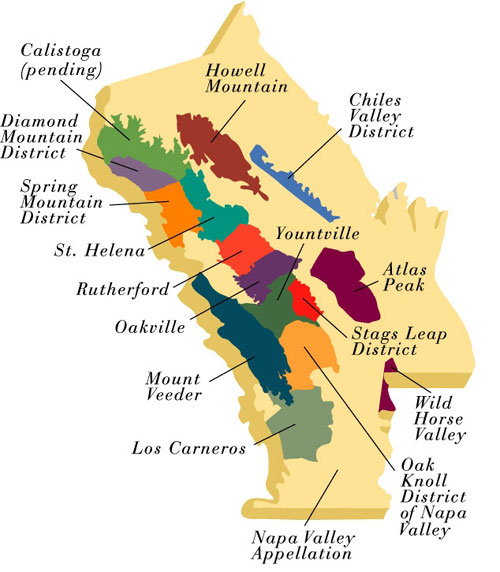 Calistoga
(pending)
Howell
Mountain
Chiles
Valley
District
Diamond
Mountain
District
Spring
Mountain
District
St. Helena
Yountville
Rutherford
Atlas
Peak
Oakville
Stags Leap
District
Mount
Veeder
Wild
Horse
Valley
Los Carneros
Oak
Knoll
District
of Napa
Valley
Napa Valley
Appellation